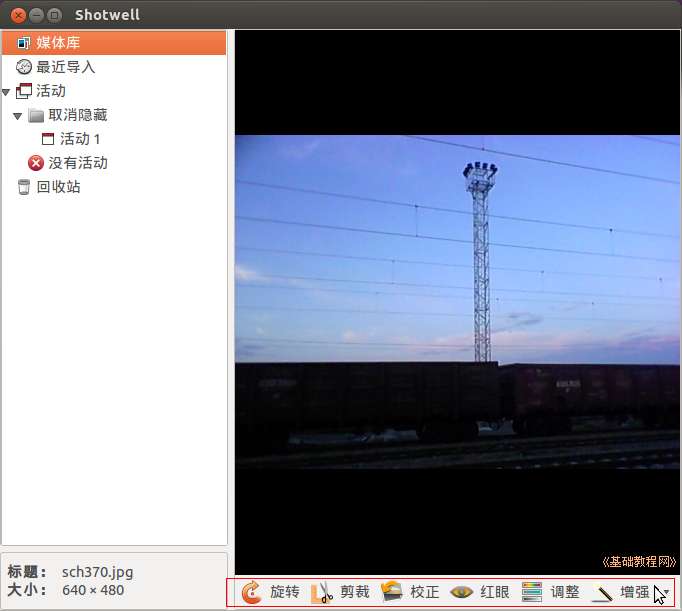 Shotwell
媒体库
最近导入
活动
取消隐藏
活动 1
没有活动
回收站
《基础教程网》
标题： sch370.jpg
大小： 640 × 480
旋转 剪裁 校正 红眼 调整 增强